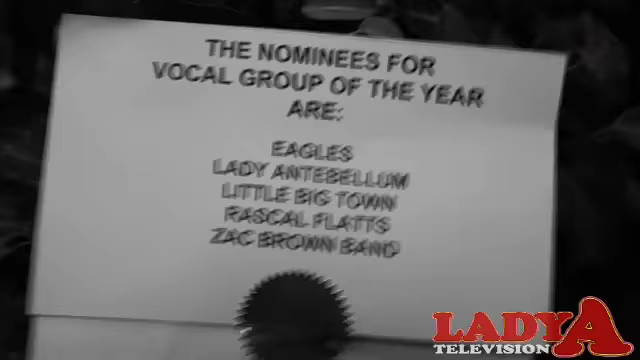 THE NOMINEES FOR
VOCAL GROUP OF THE YEAR
ARE:
EAGLES
LADY ANTEBELLUM
LITTLE BIG TOWN
RASCAL FLATTS
ZAC BROWN BAND
LADY A
TELEVISION